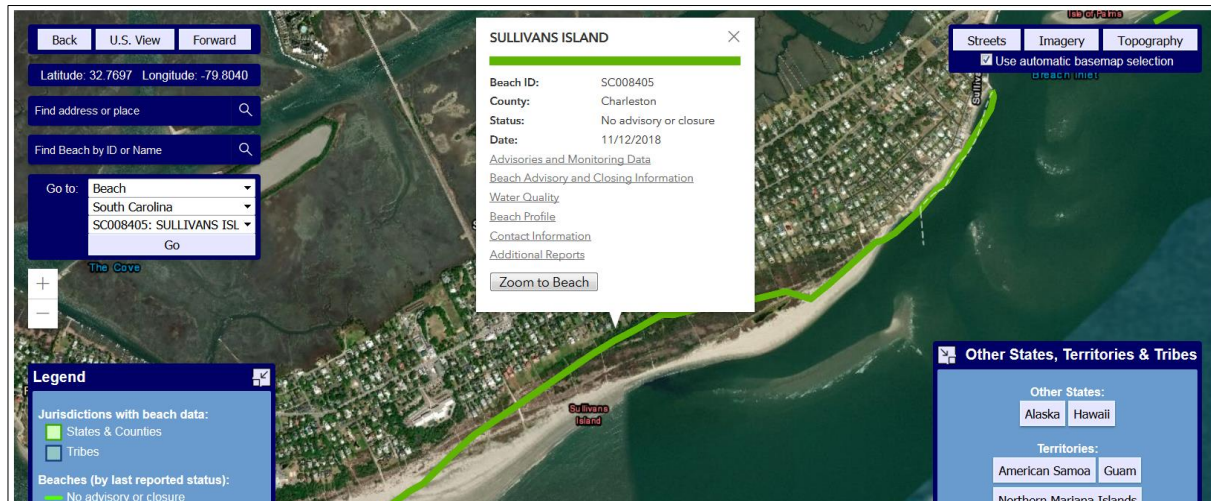 Isle of Palms
Back U.S. View Forward
Latitude: 32.7697 Longitude: -79.8040
Find address or place
Find Beach by ID or Name
Go to: Beach
South Carolina
SC008405: SULLIVANS ISL
Go
The Cove
+
−
SULLIVANS ISLAND
Beach ID: SC008405
County: Charleston
Status: No advisory or closure
Date: 11/12/2018
Advisories and Monitoring Data
Beach Advisory and Closing Information
Water Quality
Beach Profile
Contact Information
Additional Reports
Zoom to Beach
Streets Imagery Topography
Use automatic basemap selection
Breach Inlet
Sullivans
Island
Legend
Jurisdictions with beach data:
States & Counties
Tribes
Beaches (by last reported status):
No advisory or closure
Other States, Territories & Tribes
Other States:
Alaska Hawaii
Territories:
American Samoa Guam
Northern Mariana Islands